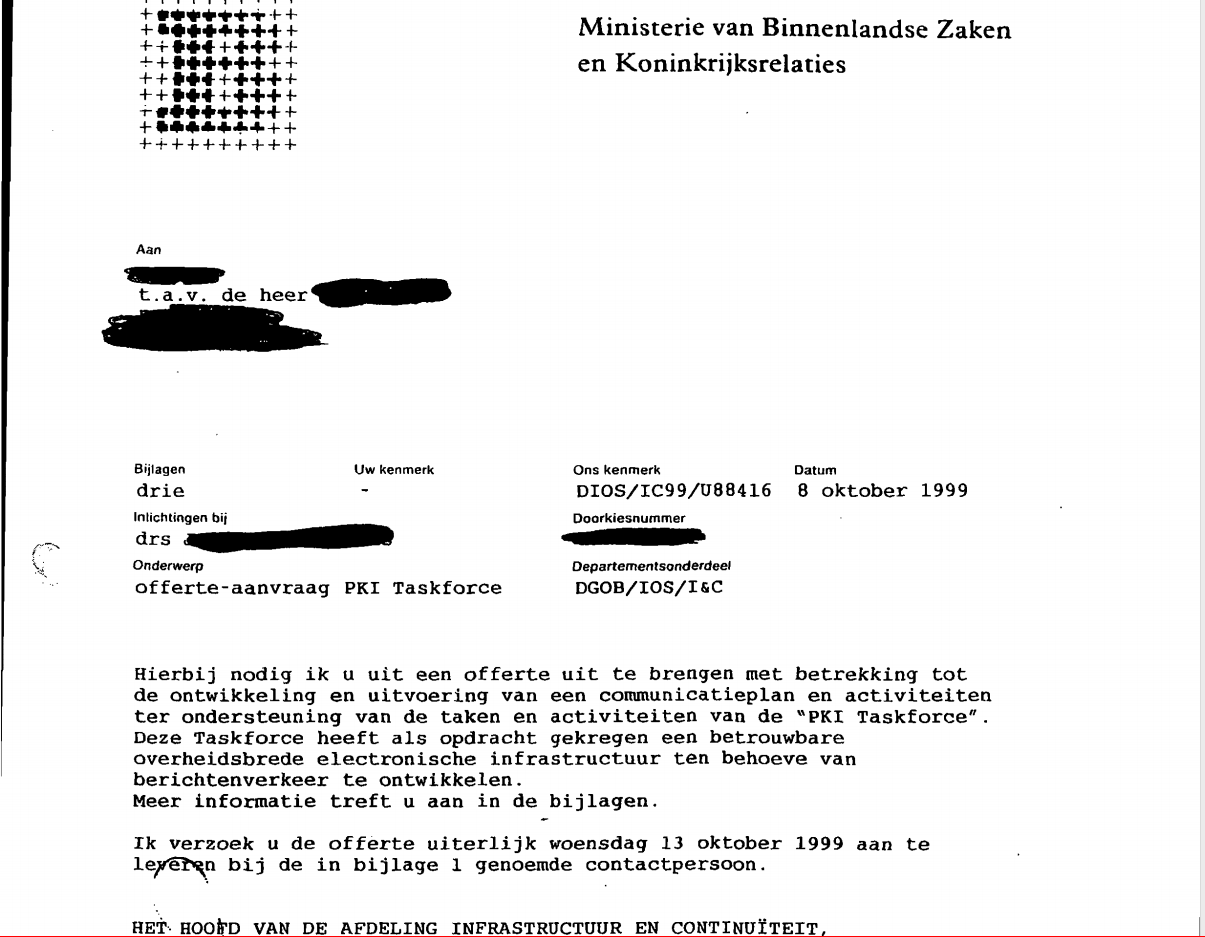 Ministerie van Binnenlandse Zaken
en Koninkrijksrelaties
Aan
t.a.v. de heer
Bijlagen Uw kenmerk Ons kenmerk Datum
drie - DIOS/IC99/U88416 8 oktober 1999
Inlichtingen bij Doorkiesnummer
drs
Onderwerp Departementsonderdeel
offerte-aanvraag PKI Taskforce DGOB/IOS/I&C
Hierbij nodig ik u uit een offerte uit te brengen met betrekking tot
de ontwikkeling en uitvoering van een communicatieplan en activiteiten
ter ondersteuning van de taken en activiteiten van de "PKI Taskforce".
Deze Taskforce heeft als opdracht gekregen een betrouwbare
overheidsbrede electronische infrastructuur ten behoeve van
berichtenverkeer te ontwikkelen.
Meer informatie treft u aan in de bijlagen.
Ik verzoek u de offerte uiterlijk woensdag 13 oktober 1999 aan te
leveren bij de in bijlage 1 genoemde contactpersoon.
HET HOOFD VAN DE AFDELING INFRASTRUCTUUR EN CONTINUÏTEIT,